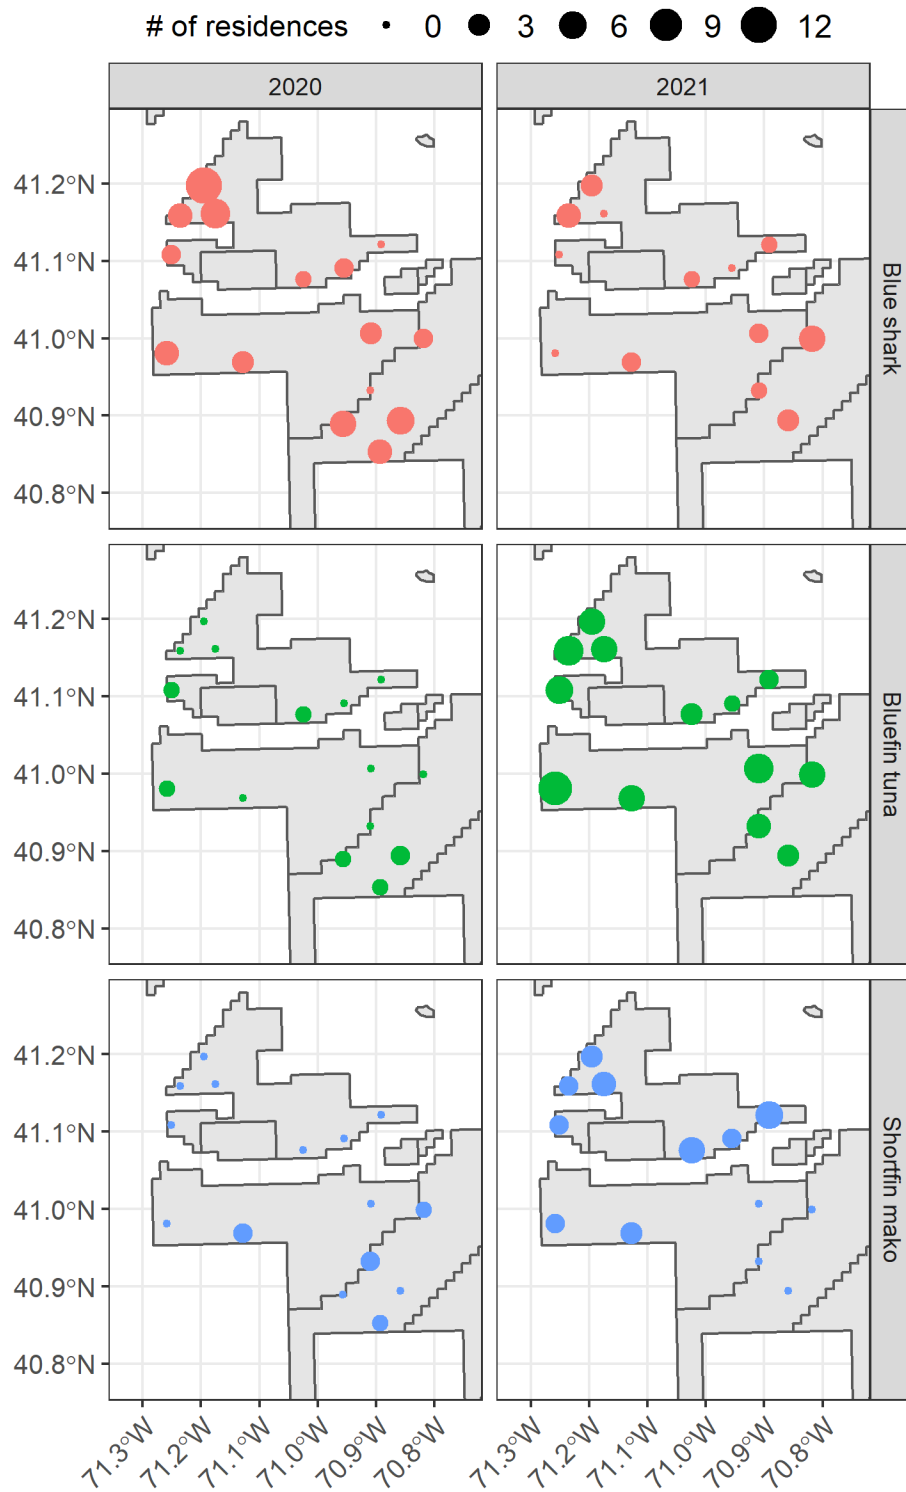 # of residences 0 3 6 9 12
2020 2021
41.2°N
41.1°N
41.0°N
40.9°N
40.8°N
Blue shark
41.2°N
41.1°N
41.0°N
40.9°N
40.8°N
Bluefin tuna
41.2°N
41.1°N
41.0°N
40.9°N
40.8°N
Shortfin mako
71.3°W 71.2°W 71.1°W 71.0°W 70.9°W 70.8°W 71.3°W 71.2°W 71.1°W 71.0°W 70.9°W 70.8°W